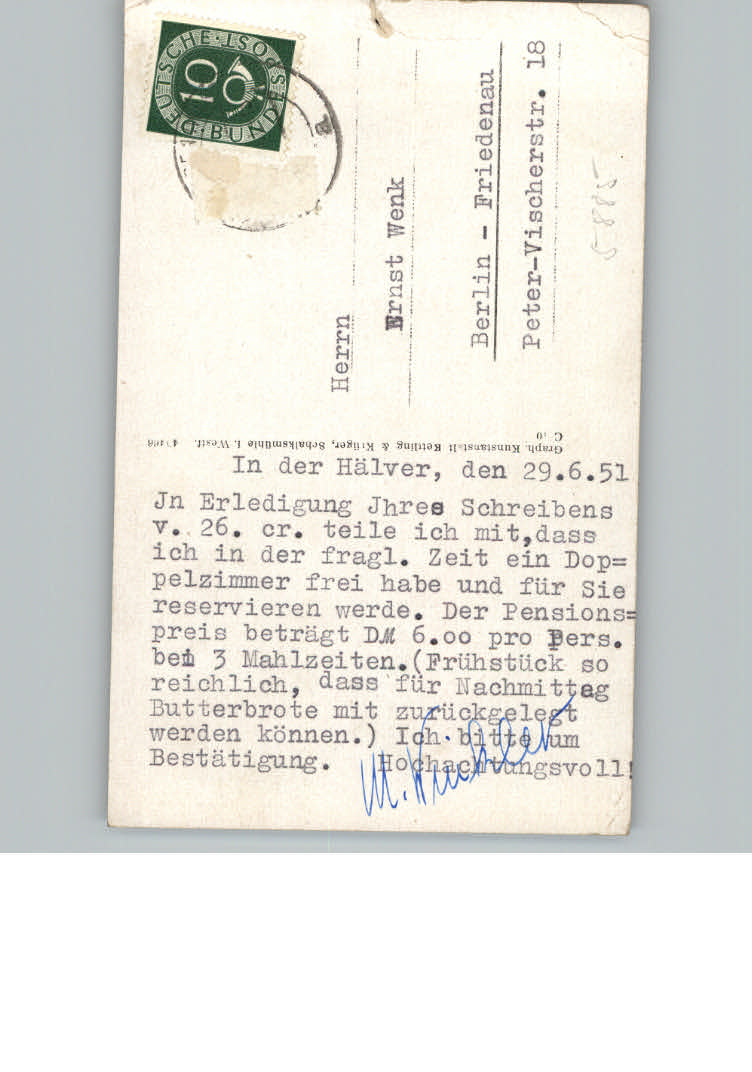 DEUTSCHE BUNDESPOST
10
Herrn
Ernst Wenk
Berlin - Friedenau
Peter-Vischerstr. 18
Graph. Kunstanstalt Rettling & Krüger, Schalksmühle i. Westf.
In der Hälver, den 29.6.51
Jn Erledigung Jhres Schreibens
v. 26. cr. teile ich mit,dass
ich in der fragl. Zeit ein Dop=
pelzimmer frei habe und für Sie
reservieren werde. Der Pensions=
preis beträgt DM 6.oo pro Pers.
bei 3 Mahlzeiten.(Frühstück so
reichlich, dass für Nachmittag
Butterbrote mit zurückgelegt
werden können.) Ich bitte um
Bestätigung. Hochachtungsvoll!